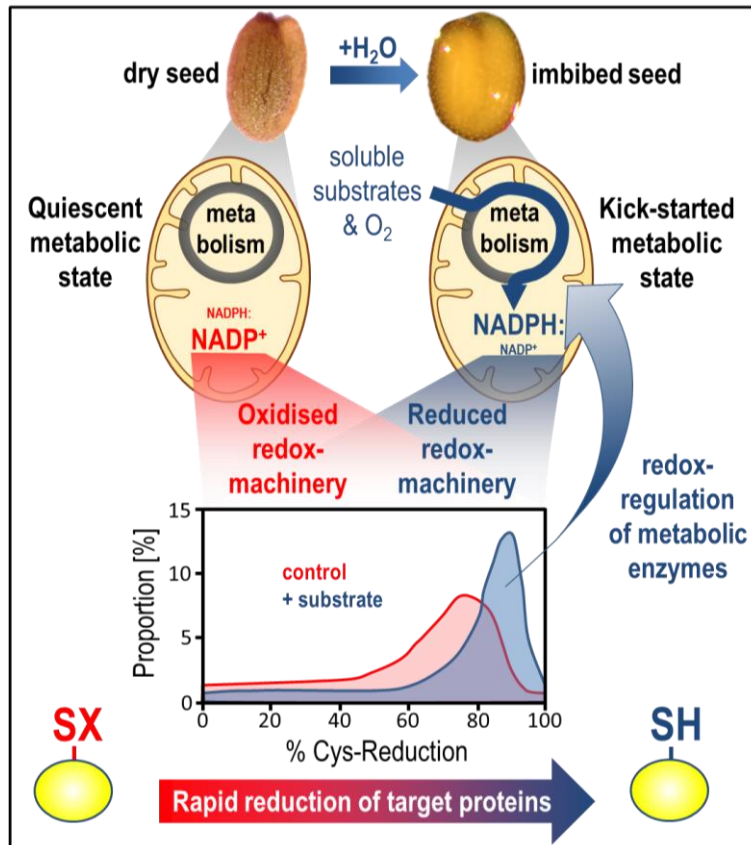 dry seed
+H₂O
imbibed seed
Quiescent
metabolic
state
meta
bolism
NADPH:
NADP⁺
soluble
substrates
& O₂
meta
bolism
NADPH:
NADP⁺
Kick-started
metabolic
state
Oxidised
redox-
machinery
Reduced
redox-
machinery
redox-
regulation
of metabolic
enzymes
Proportion [%]
15
10
5
0
control
+ substrate
0 20 40 60 80 100
% Cys-Reduction
SX
Rapid reduction of target proteins
SH